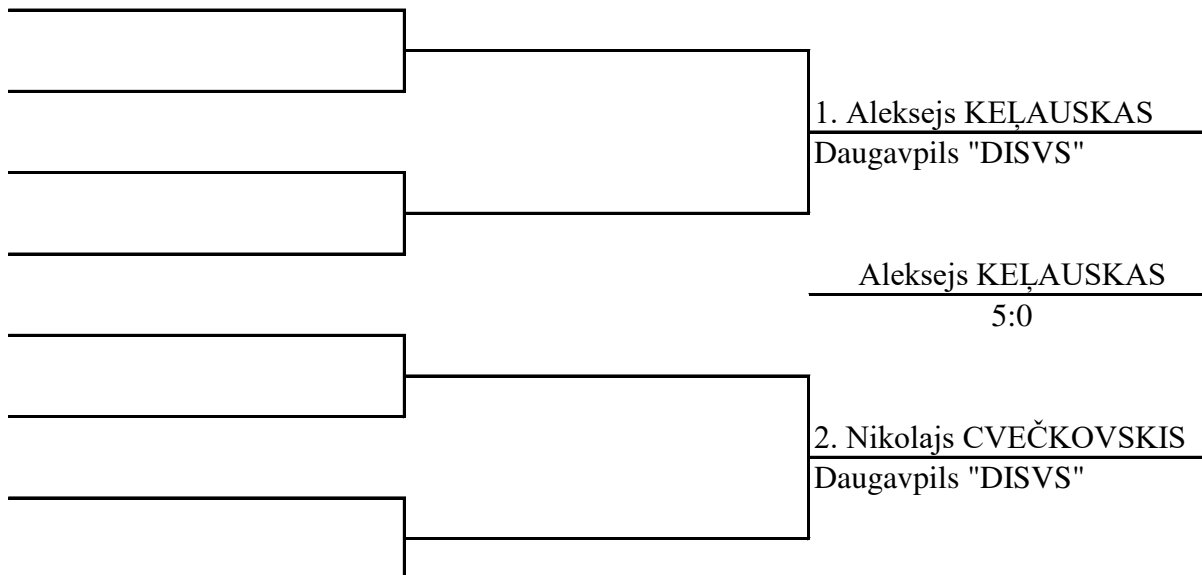 1. Aleksejs KEĻAUSKAS
Daugavpils "DISVS"
Aleksejs KEĻAUSKAS
5:0
2. Nikolajs CVEČKOVSKIS
Daugavpils "DISVS"